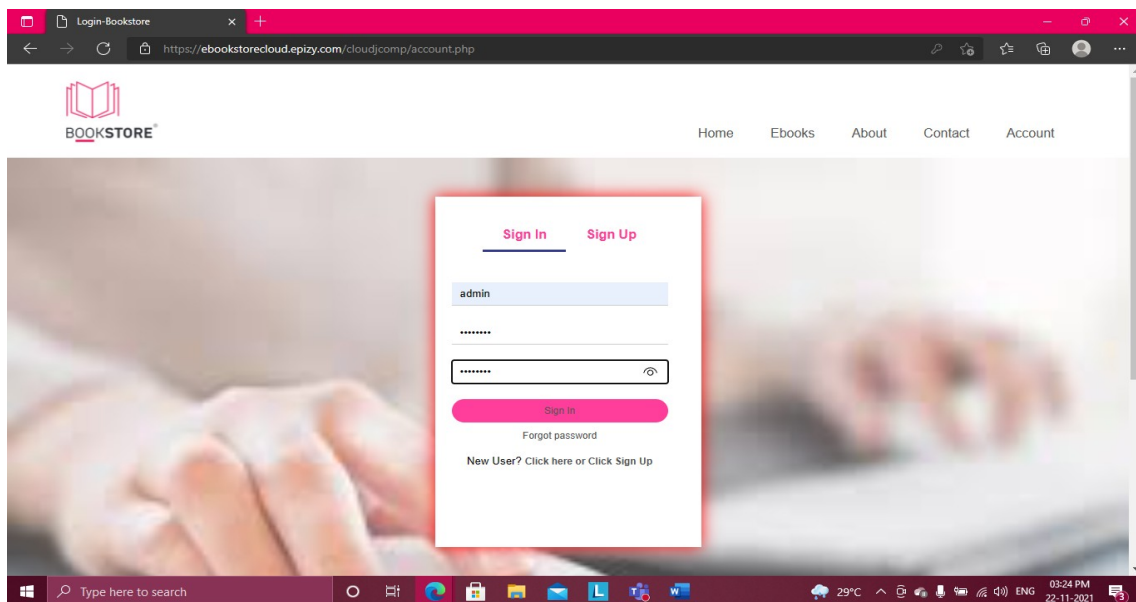 Login-Bookstore
https://ebookstorecloud.epizy.com/cloudjcomp/account.php
BOOKSTORE®
Home Ebooks About Contact Account
Sign In Sign Up
admin
••••••••
••••••••
Sign in
Forgot password
New User? Click here or Click Sign Up
Type here to search
29°C ENG 03:24 PM
22-11-2021